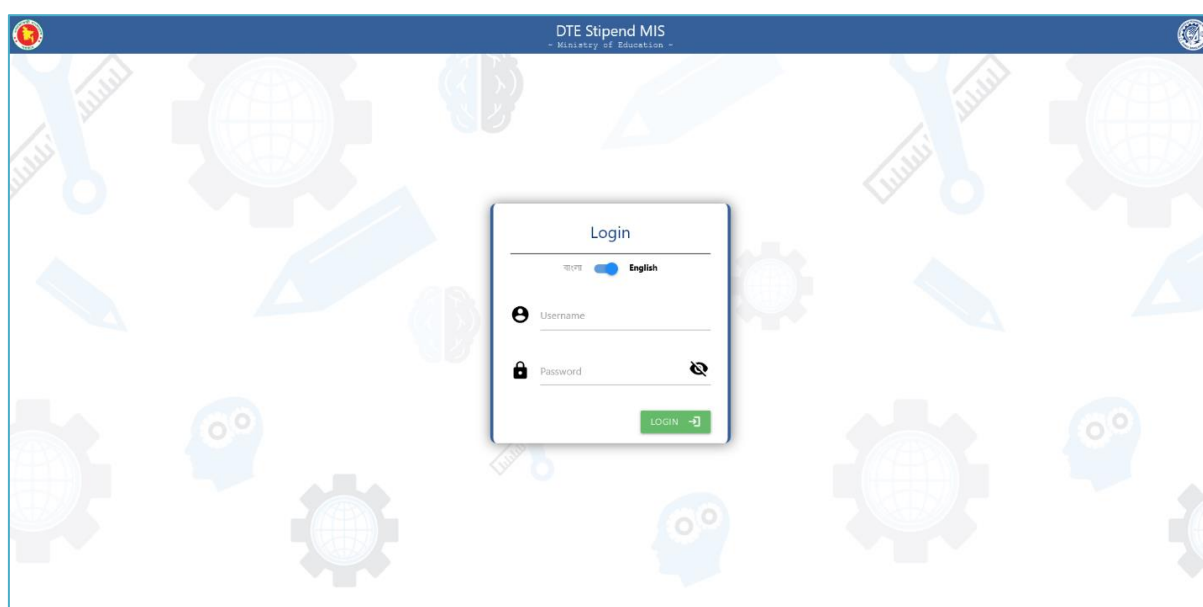 DTE Stipend MIS
~ Ministry of Education ~
Login
বাংলা English
Username
Password
LOGIN